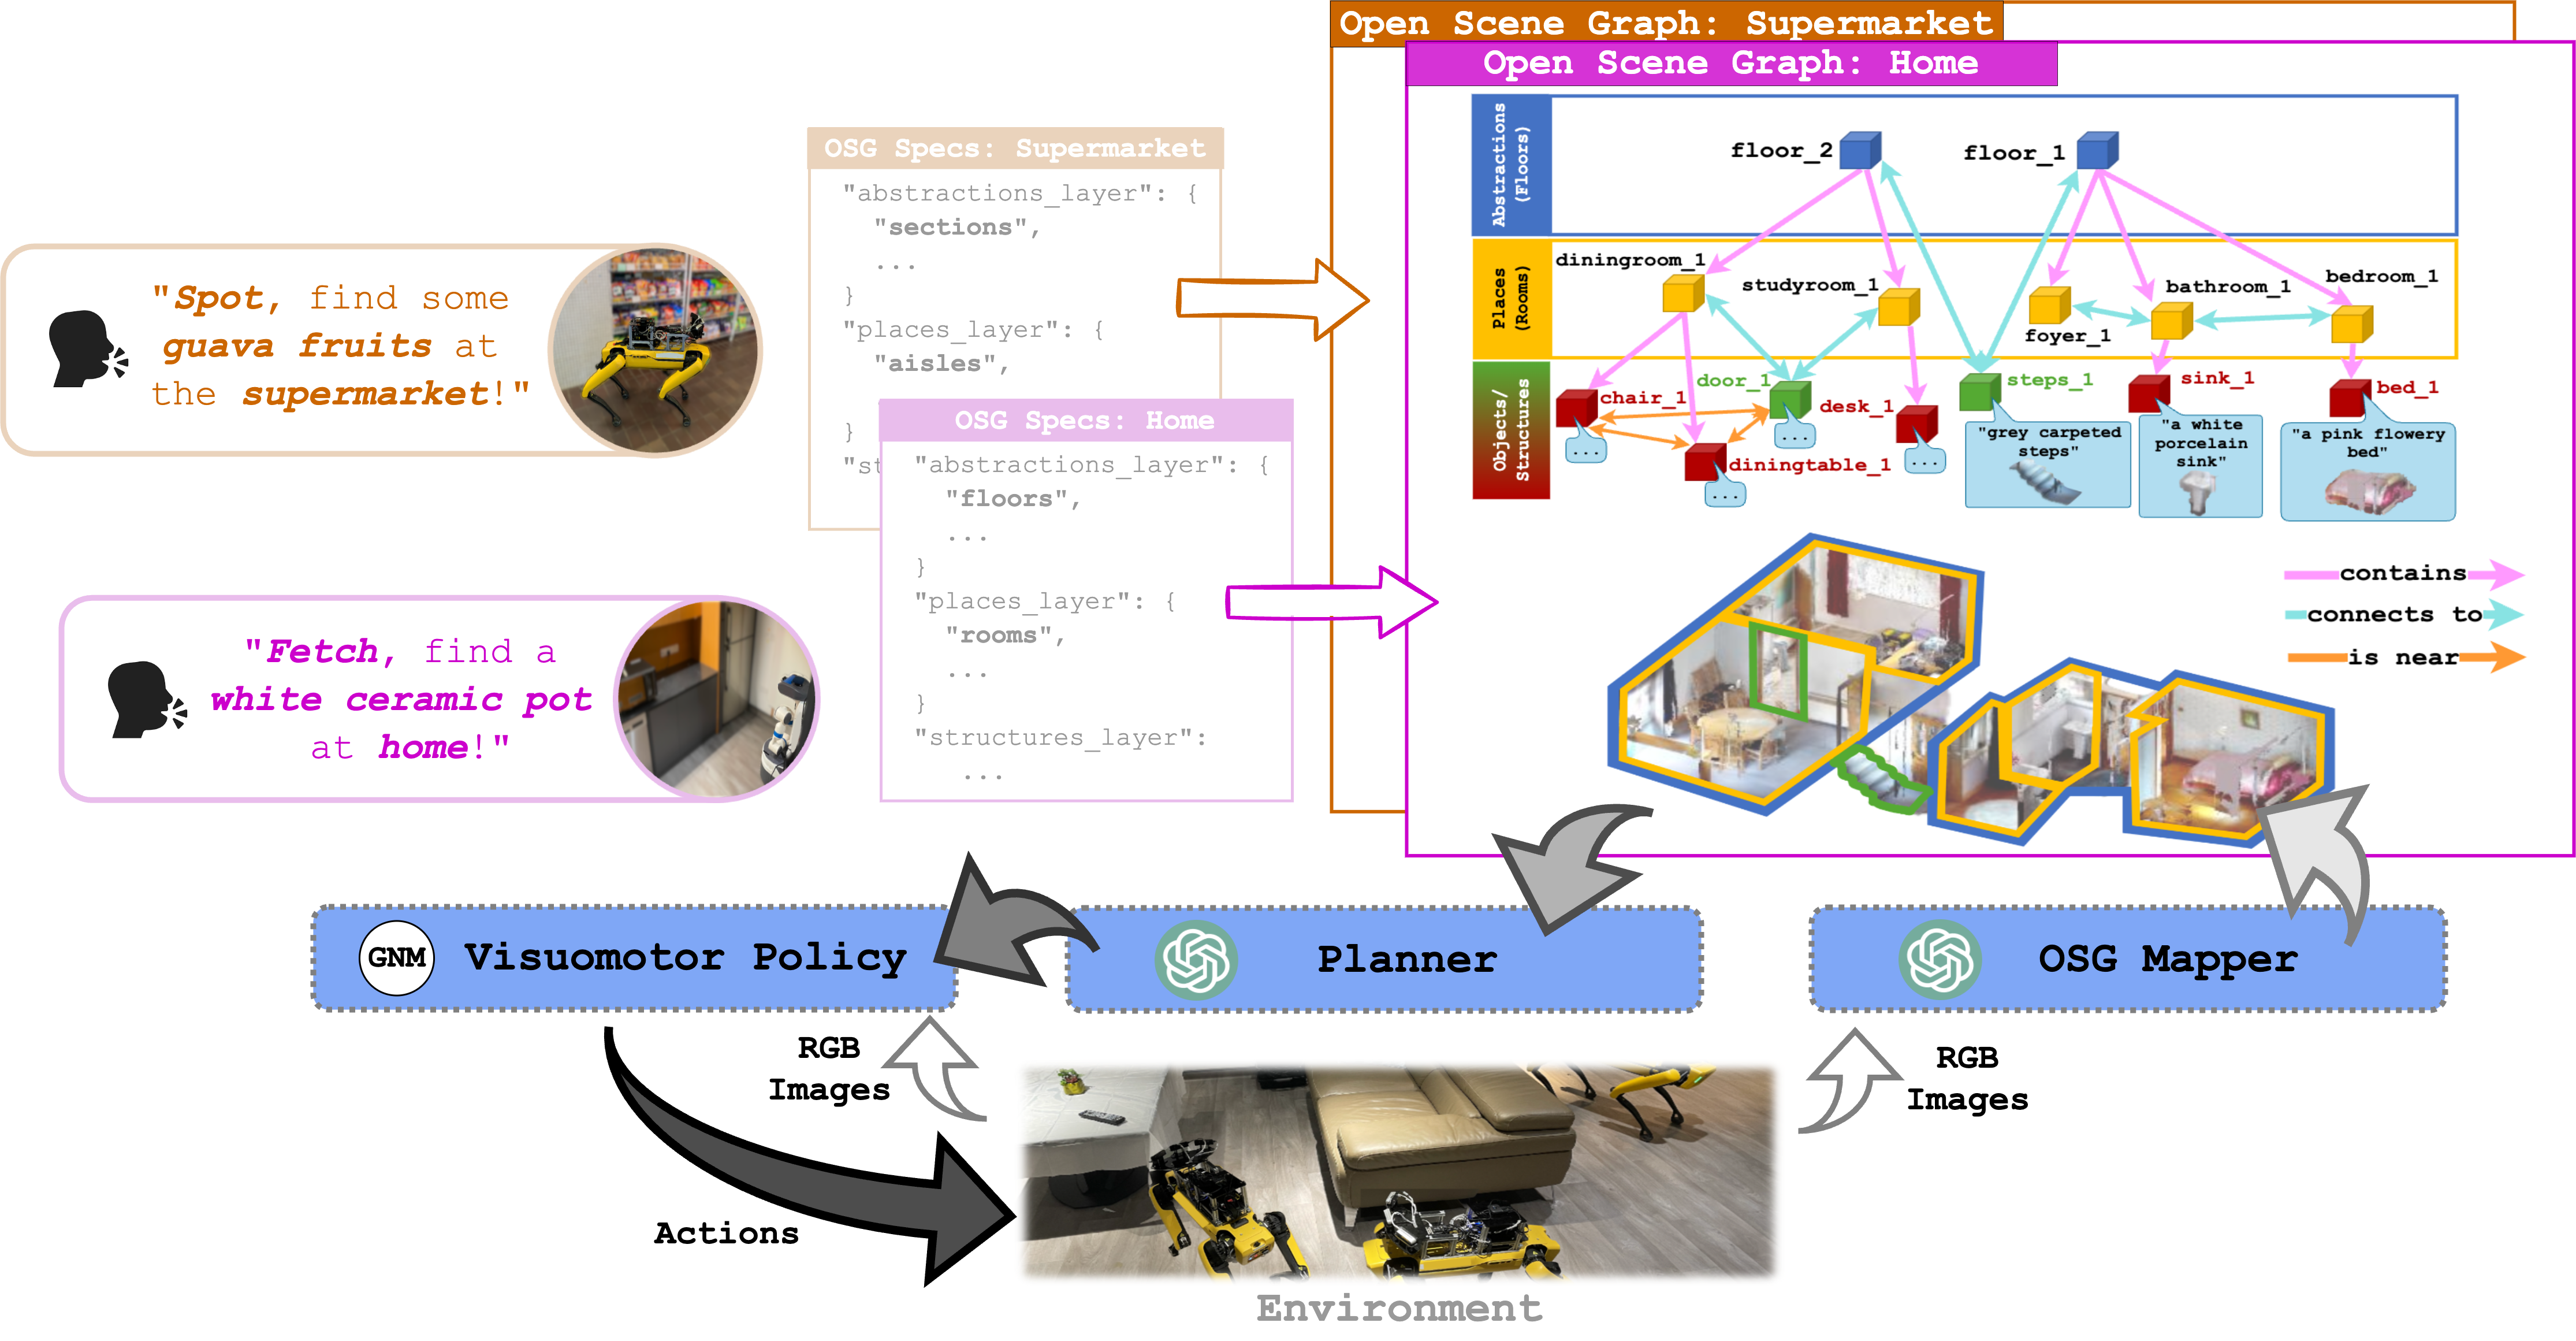 Open Scene Graph: Supermarket
Open Scene Graph: Home
Abstractions
(Floors)
floor_2
floor_1
Places
(Rooms)
diningroom_1
studyroom_1
foyer_1
bathroom_1
bedroom_1
Objects/
Structures
chair_1
door_1
desk_1
diningtable_1
steps_1
sink_1
bed_1
...
...
...
...
"grey carpeted
steps"
"a white
porcelain
sink"
"a pink flowery
bed"
contains
connects to
is near
OSG Specs: Supermarket
"abstractions_layer": {
"sections",
...
}
"places_layer": {
"aisles",
}
"st
OSG Specs: Home
"abstractions_layer": {
"floors",
...
}
"places_layer": {
"rooms",
...
}
"structures_layer":
...
"Spot, find some
guava fruits at
the supermarket!"
"Fetch, find a
white ceramic pot
at home!"
GNM
Visuomotor Policy
Planner
OSG Mapper
RGB
Images
RGB
Images
Actions
Environment